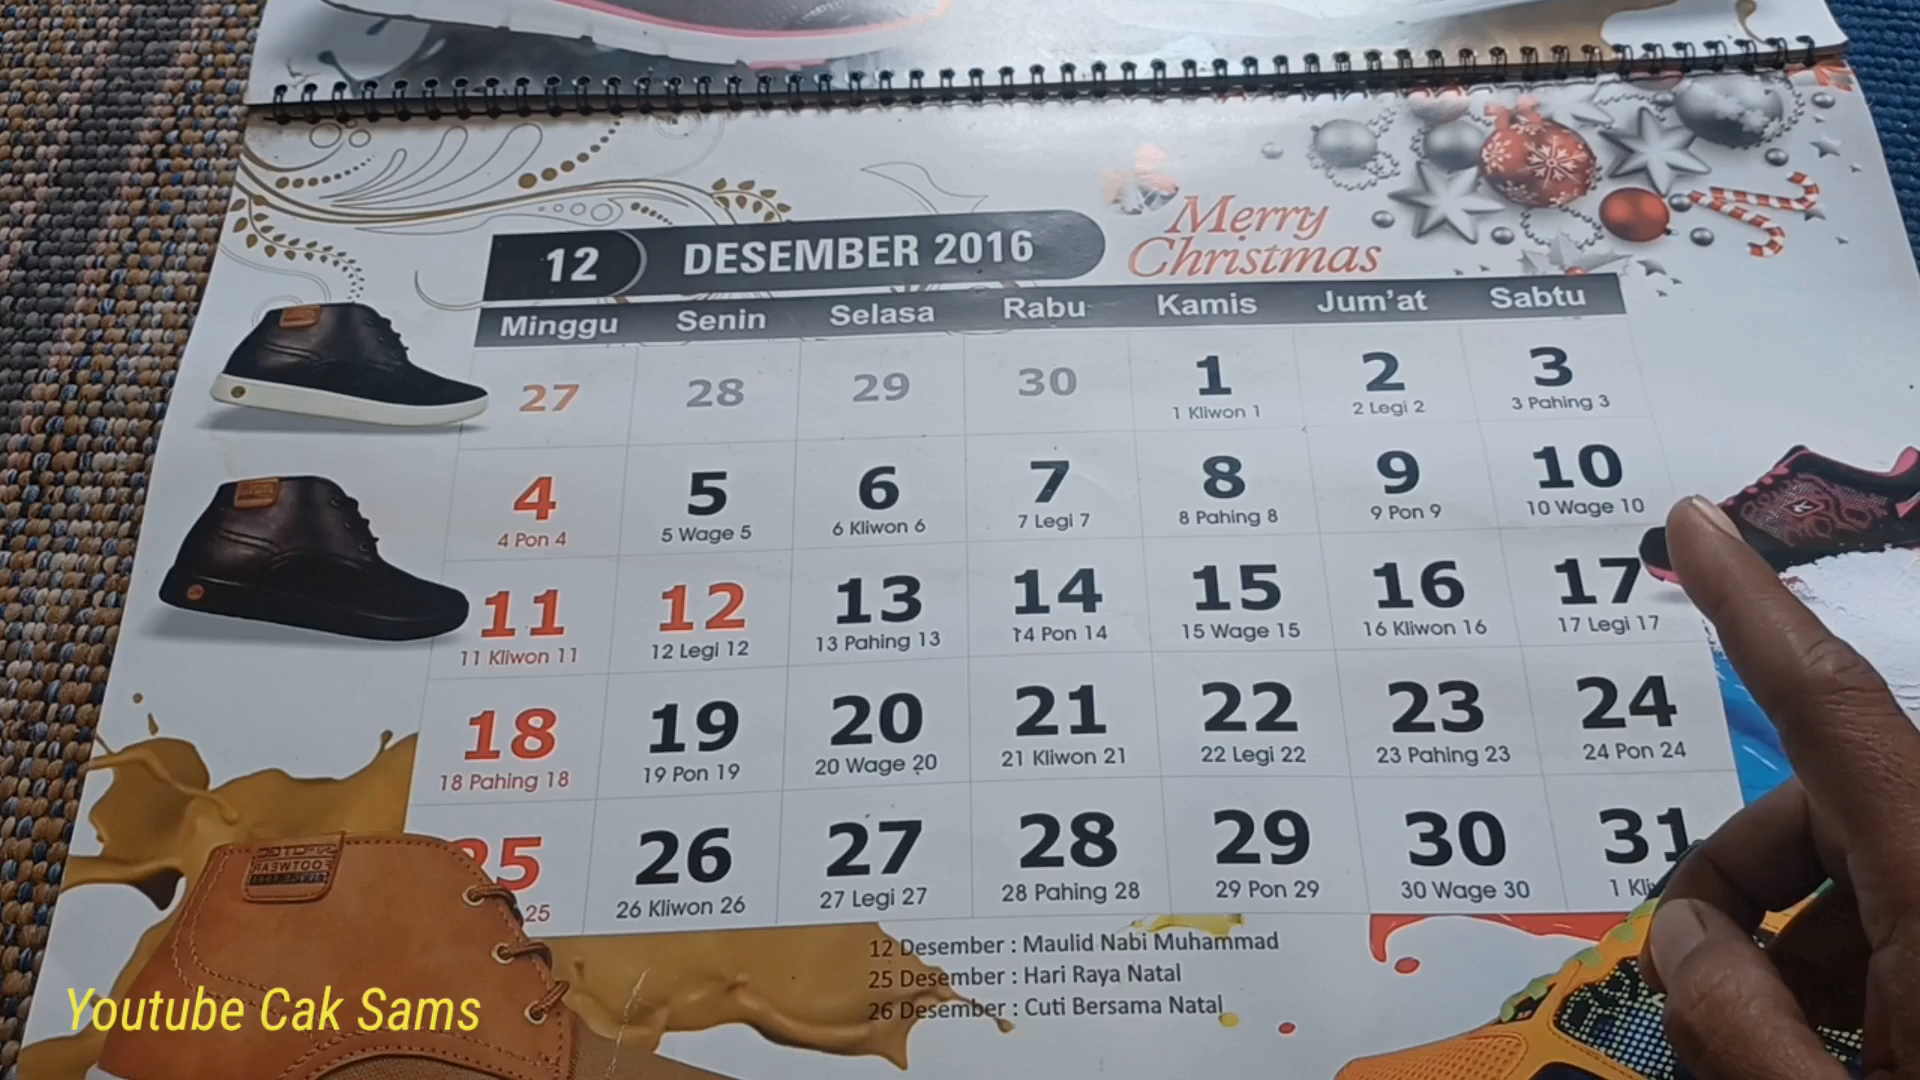 Merry
Christmas
12 DESEMBER 2016
Minggu Senin Selasa Rabu Kamis Jum'at Sabtu
27 28 29 30 1 2 3
1 Kliwon 1 2 Legi 2 3 Pahing 3
4 5 6 7 8 9 10
4 Pon 4 5 Wage 5 6 Kliwon 6 7 Legi 7 8 Pahing 8 9 Pon 9 10 Wage 10
11 12 13 14 15 16 17
11 Kliwon 11 12 Legi 12 13 Pahing 13 14 Pon 14 15 Wage 15 16 Kliwon 16 17 Legi 17
18 19 20 21 22 23 24
18 Pahing 18 19 Pon 19 20 Wage 20 21 Kliwon 21 22 Legi 22 23 Pahing 23 24 Pon 24
25 26 27 28 29 30 31
25 26 Kliwon 26 27 Legi 27 28 Pahing 28 29 Pon 29 30 Wage 30 1
12 Desember : Maulid Nabi Muhammad
25 Desember : Hari Raya Natal
26 Desember : Cuti Bersama Natal
FOOTWEAR
Youtube Cak Sams